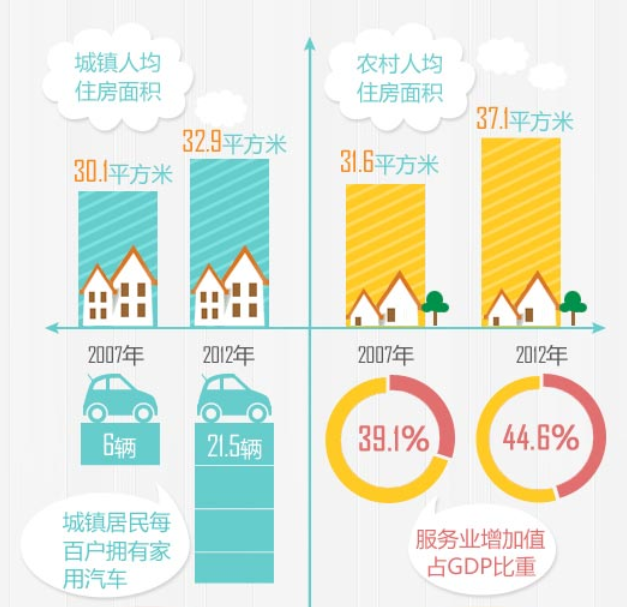 城镇人均
住房面积
30.1平方米
32.9平方米
2007年
2012年
农村人均
住房面积
31.6平方米
37.1平方米
2007年
2012年
6辆
21.5辆
城镇居民每
百户拥有家
用汽车
39.1%
44.6%
服务业增加值
占GDP比重